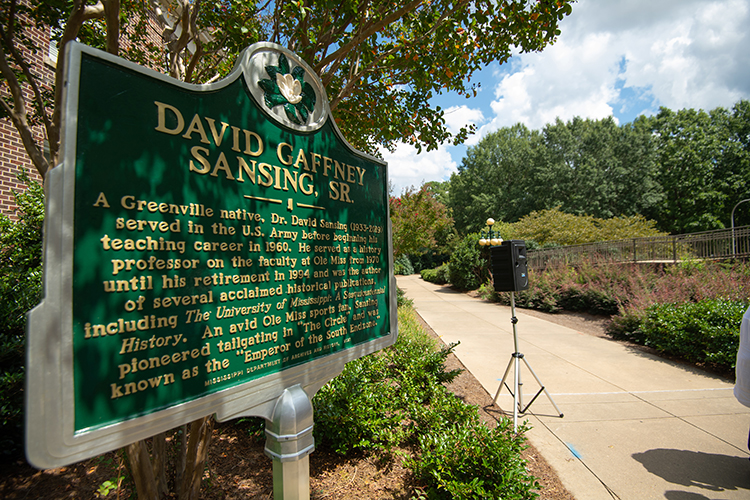 DAVID GAFFNEY
SANSING, SR.
A Greenville native, Dr. David Sansing (1933-2019)
served in the U.S. Army before beginning his
teaching career in 1960. He served as a history
professor on the faculty at Ole Miss from 1970
until his retirement in 1994 and was the author
of several acclaimed historical publications,
including The University of Mississippi: A Sesquicentennial
History. An avid Ole Miss sports fan, Sansing
pioneered tailgating in "The Circle" and was
known as the "Emperor of the South Endzone."
MISSISSIPPI DEPARTMENT OF ARCHIVES AND HISTORY,